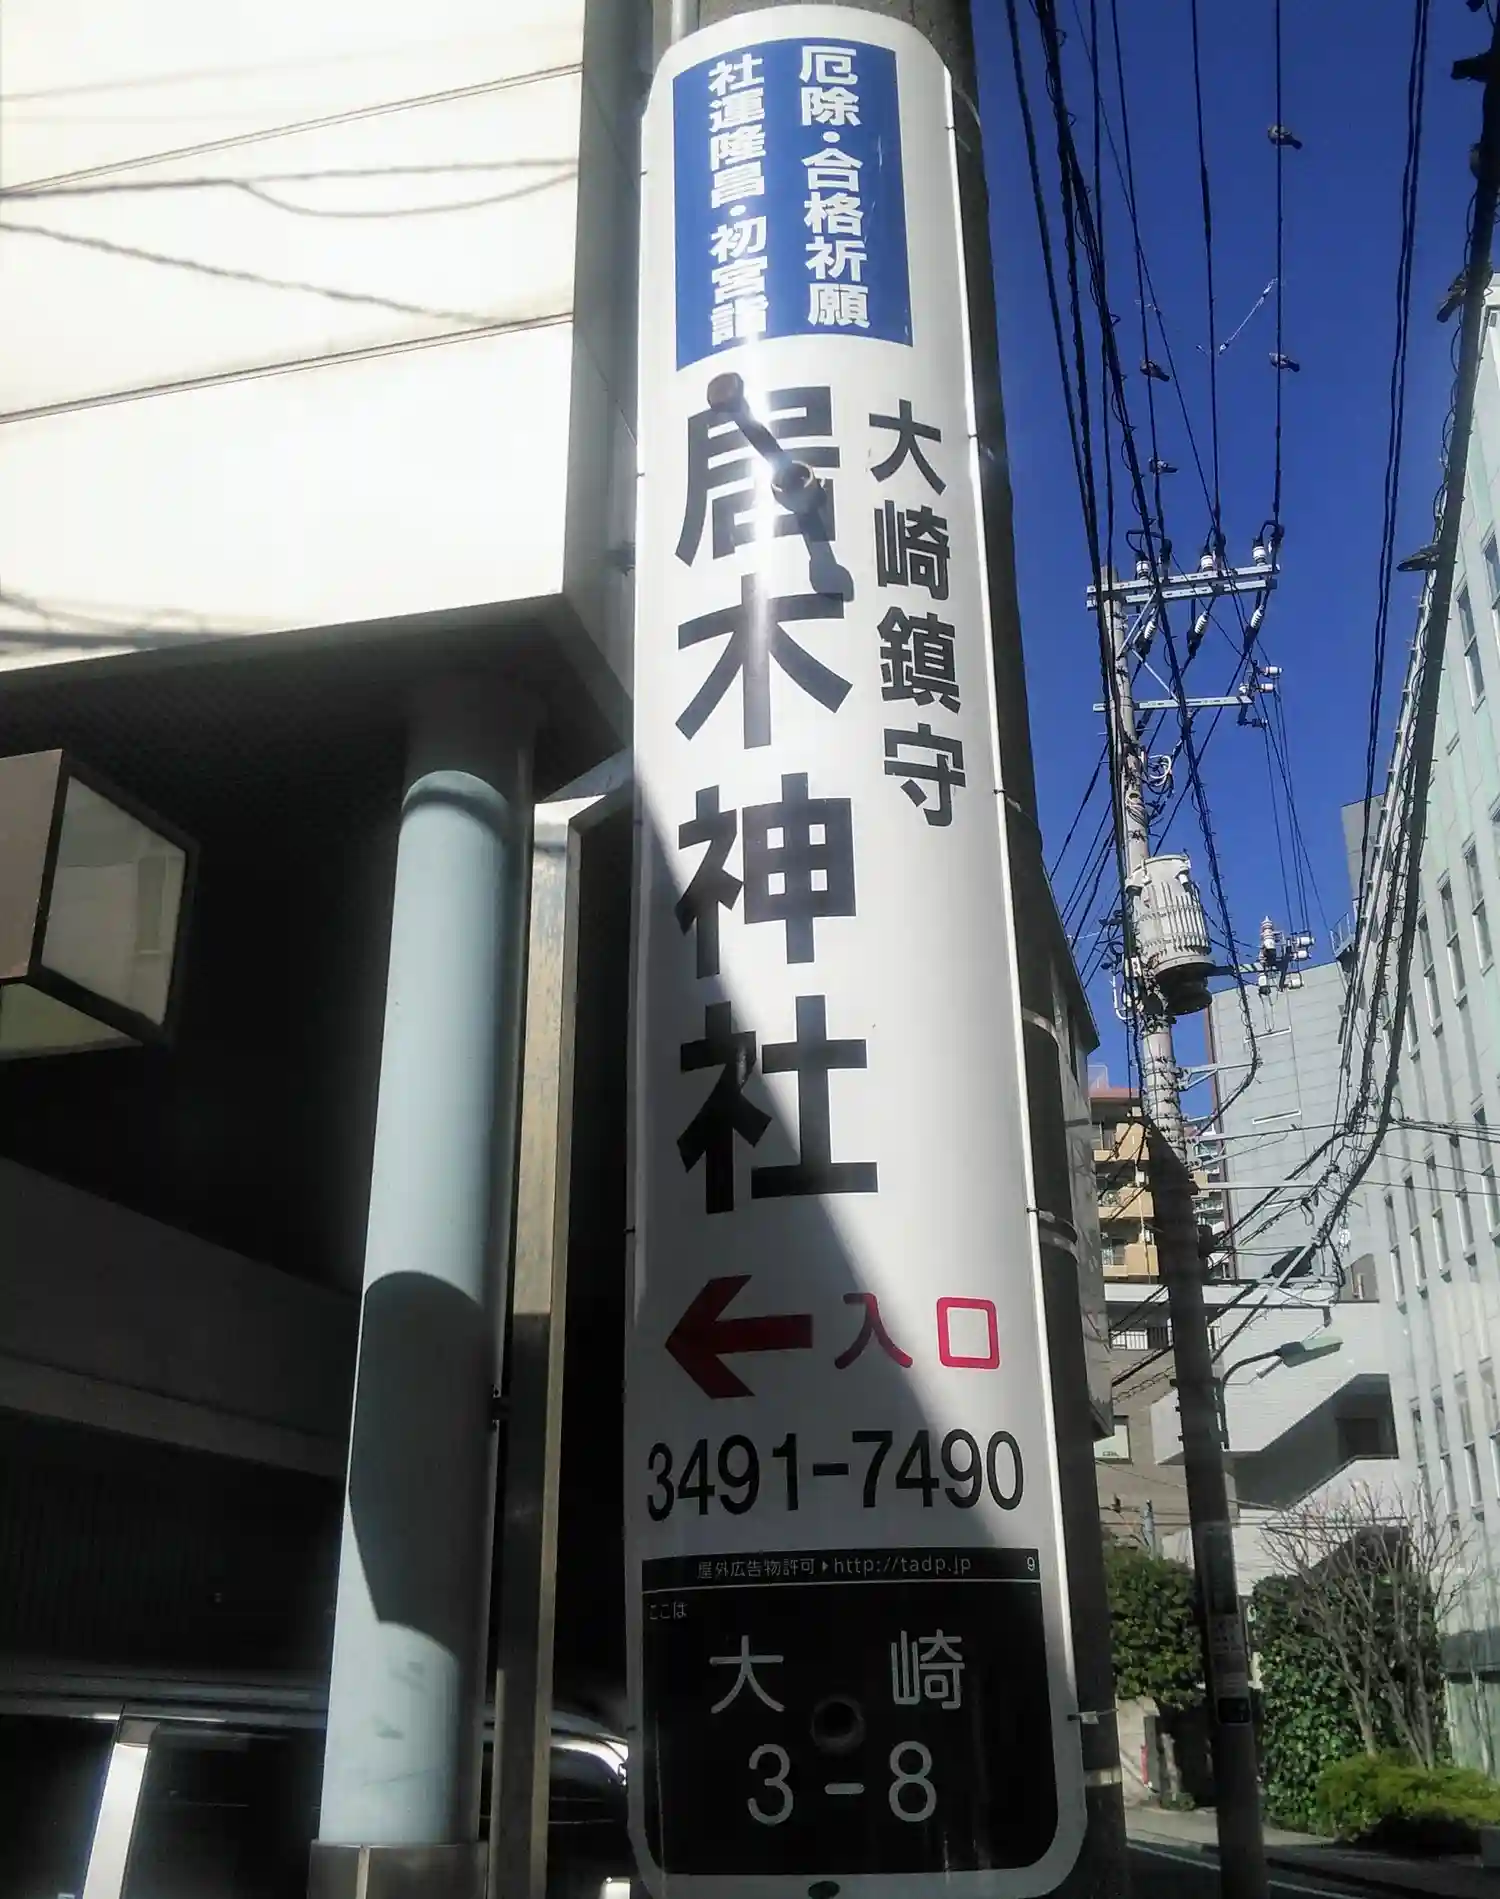 厄除・合格祈願
社運隆昌・初宮詣
大崎鎮守
居木神社
入口
3491-7490
屋外広告物許可▶http://tadp.jp 9
ここは
大崎
3-8